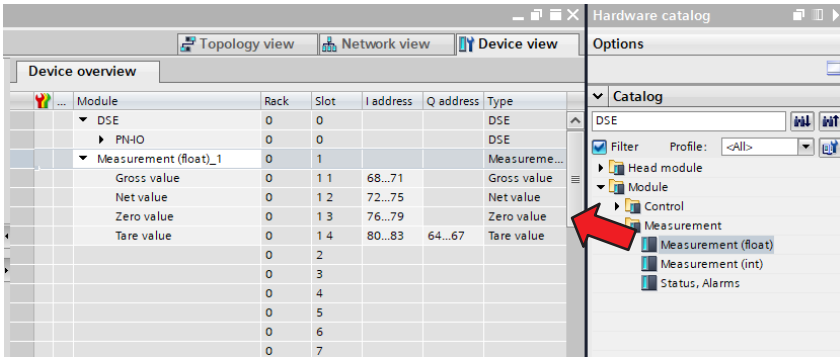 Hardware catalog
Topology view Network view Device view
Options
Device overview
... Module Rack Slot I address Q address Type
Catalog
DSE 0 0 DSE
DSE
PN-IO 0 0 DSE
Filter Profile: <All>
Measurement (float)_1 0 1 Measureme...
Head module
Gross value 0 1 1 68...71 Gross value
Module
Net value 0 1 2 72...75 Net value
Control
Zero value 0 1 3 76...79 Zero value
Measurement
Tare value 0 1 4 80...83 64...67 Tare value
Measurement (float)
0 2
Measurement (int)
0 3
Status, Alarms
0 4
0 5
0 6
0 7